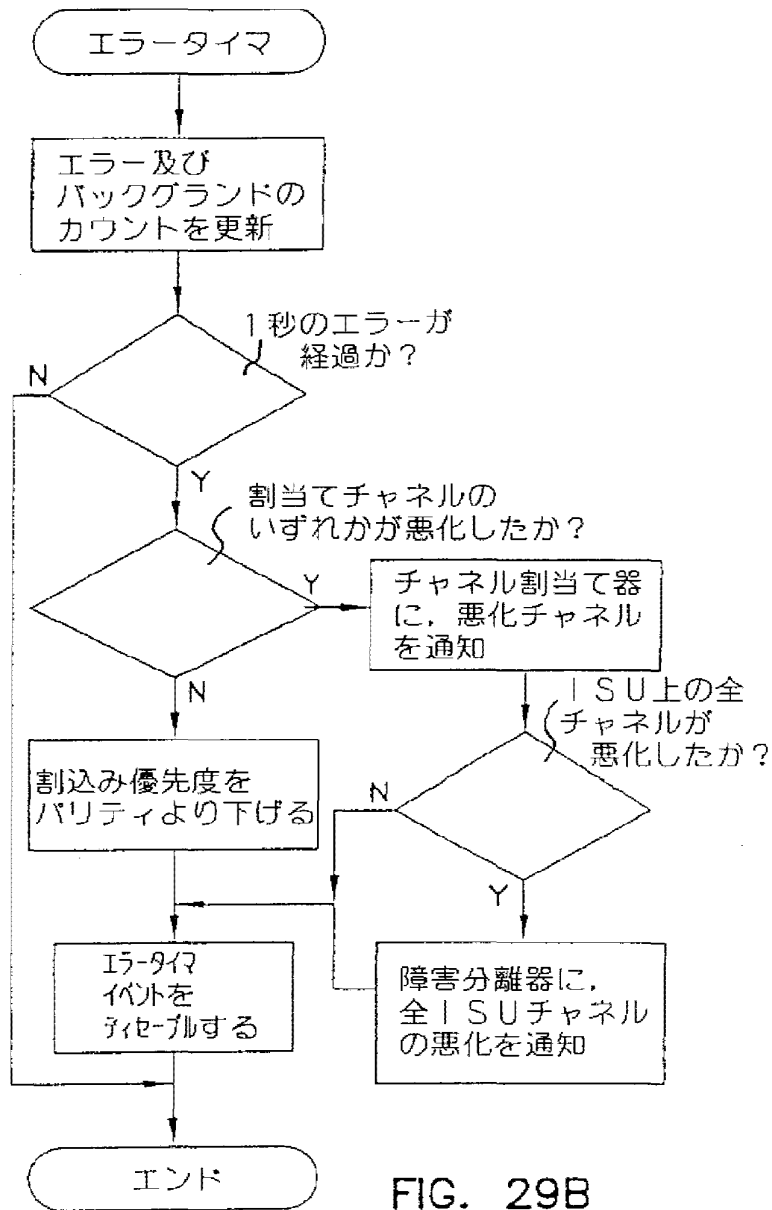 エラータイマ
エラー及び
バックグランドの
カウントを更新
1秒のエラーが
経過か？
N
Y
割当てチャネルの
いずれかが悪化したか？
Y
チャネル割当て器
に，悪化チャネル
を通知
N
ISU上の全
チャネルが
悪化したか？
割込み優先度を
パリティより下げる
N
Y
エラータイマ
イベントを
ディセーブルする
障害分離器に，
全ISUチャネル
の悪化を通知
エンド
FIG. 29B